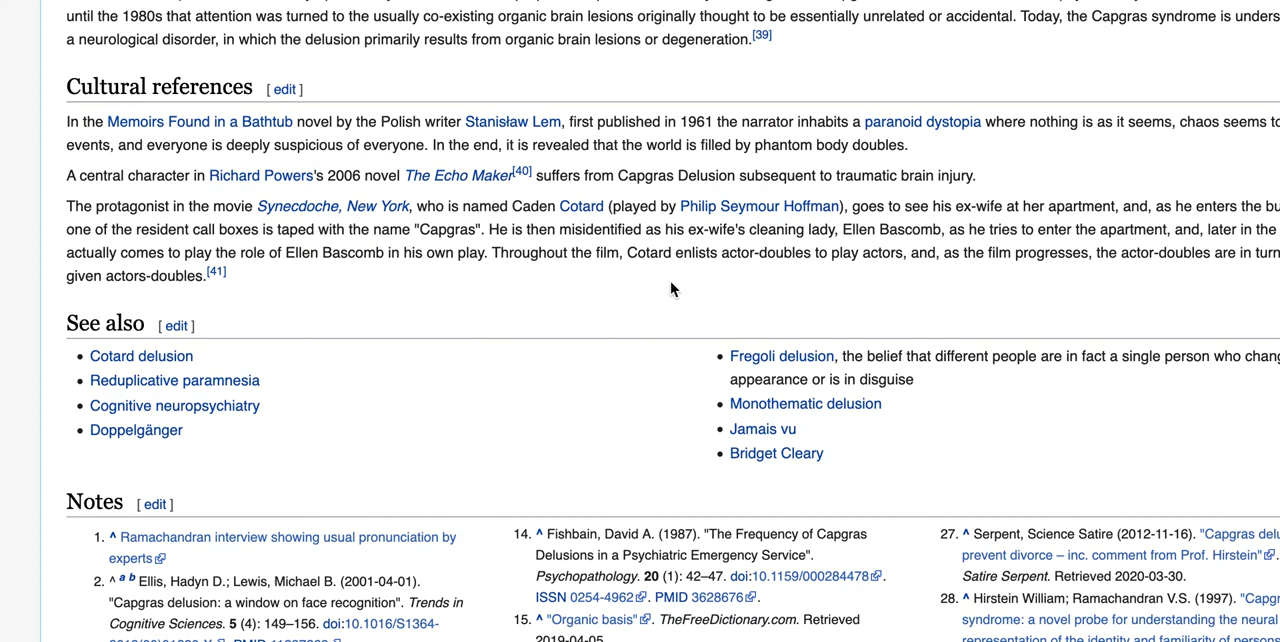 until the 1980s that attention was turned to the usually co-existing organic brain lesions originally thought to be essentially unrelated or accidental. Today, the Capgras syndrome is unders
a neurological disorder, in which the delusion primarily results from organic brain lesions or degeneration.[39]
Cultural references [ edit ]
In the Memoirs Found in a Bathtub novel by the Polish writer Stanisław Lem, first published in 1961 the narrator inhabits a paranoid dystopia where nothing is as it seems, chaos seems to
events, and everyone is deeply suspicious of everyone. In the end, it is revealed that the world is filled by phantom body doubles.
A central character in Richard Powers's 2006 novel The Echo Maker[40] suffers from Capgras Delusion subsequent to traumatic brain injury.
The protagonist in the movie Synecdoche, New York, who is named Caden Cotard (played by Philip Seymour Hoffman), goes to see his ex-wife at her apartment, and, as he enters the bu
one of the resident call boxes is taped with the name "Capgras". He is then misidentified as his ex-wife's cleaning lady, Ellen Bascomb, as he tries to enter the apartment, and, later in the
actually comes to play the role of Ellen Bascomb in his own play. Throughout the film, Cotard enlists actor-doubles to play actors, and, as the film progresses, the actor-doubles are in turn
given actors-doubles.[41]
See also [ edit ]
Cotard delusion
Reduplicative paramnesia
Cognitive neuropsychiatry
Doppelgänger
Fregoli delusion, the belief that different people are in fact a single person who chang
appearance or is in disguise
Monothematic delusion
Jamais vu
Bridget Cleary
Notes [ edit ]
1. ^ Ramachandran interview showing usual pronunciation by
experts
2. ^ a b Ellis, Hadyn D.; Lewis, Michael B. (2001-04-01).
"Capgras delusion: a window on face recognition". Trends in
Cognitive Sciences. 5 (4): 149–156. doi:10.1016/S1364-
14. ^ Fishbain, David A. (1987). "The Frequency of Capgras
Delusions in a Psychiatric Emergency Service".
Psychopathology. 20 (1): 42–47. doi:10.1159/000284478.
ISSN 0254-4962. PMID 3628676.
15. ^ "Organic basis". TheFreeDictionary.com. Retrieved
2019-04-05.
27. ^ Serpent, Science Satire (2012-11-16). "Capgras delu
prevent divorce – inc. comment from Prof. Hirstein".
Satire Serpent. Retrieved 2020-03-30.
28. ^ Hirstein William; Ramachandran V.S. (1997). "Capgr
syndrome: a novel probe for understanding the neural
representation of the identity and familiarity of persons